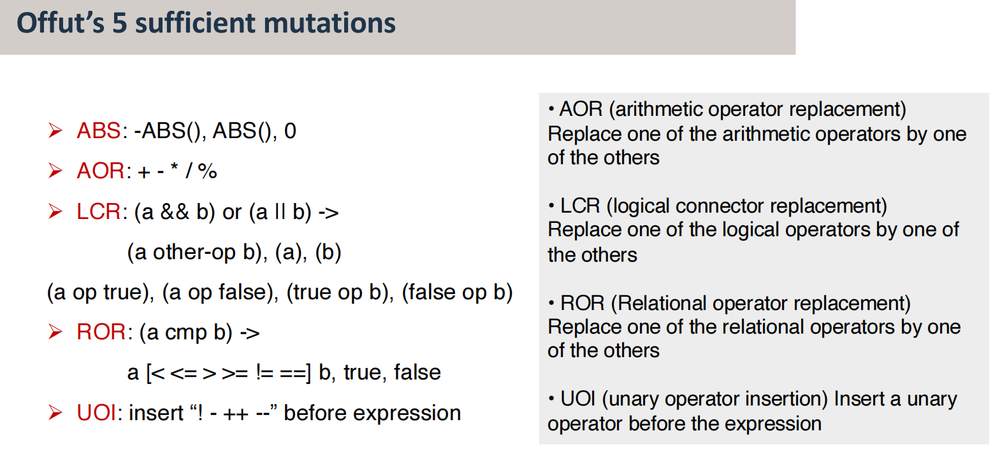 Offut’s 5 sufficient mutations
➢ ABS: -ABS(), ABS(), 0
➢ AOR: + - * / %
➢ LCR: (a && b) or (a || b) ->
(a other-op b), (a), (b)
(a op true), (a op false), (true op b), (false op b)
➢ ROR: (a cmp b) ->
a [< <= > >= != ==] b, true, false
➢ UOI: insert “! - ++ --” before expression
• AOR (arithmetic operator replacement)
Replace one of the arithmetic operators by one
of the others
• LCR (logical connector replacement)
Replace one of the logical operators by one of
the others
• ROR (Relational operator replacement)
Replace one of the relational operators by one
of the others
• UOI (unary operator insertion) Insert a unary
operator before the expression